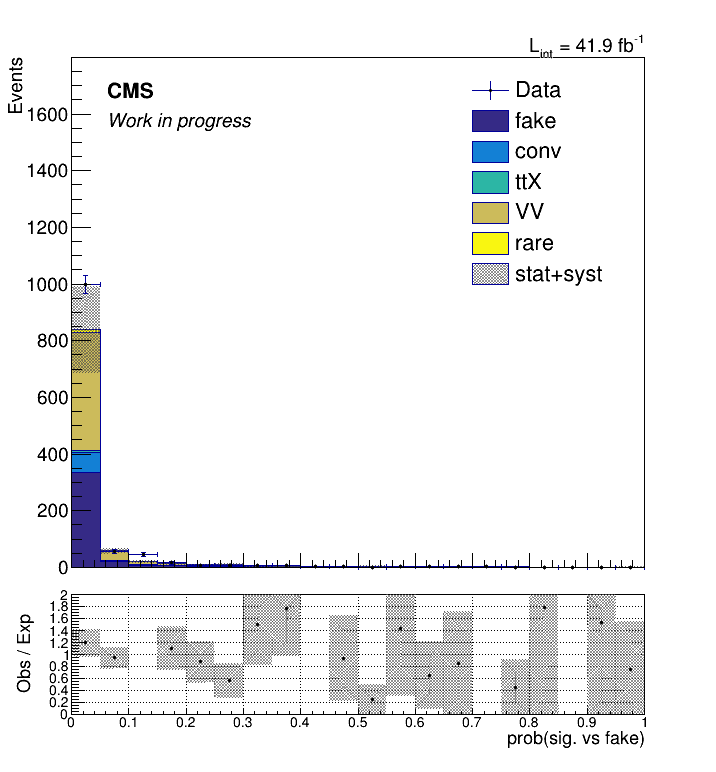 L_int = 41.9 fb^-1
Events
CMS
Work in progress
Data
fake
conv
ttX
VV
rare
stat+syst
1600
1400
1200
1000
800
600
400
200
0
Obs / Exp
2
1.8
1.6
1.4
1.2
1
0.8
0.6
0.4
0.2
0
0 0.1 0.2 0.3 0.4 0.5 0.6 0.7 0.8 0.9 1
prob(sig. vs fake)